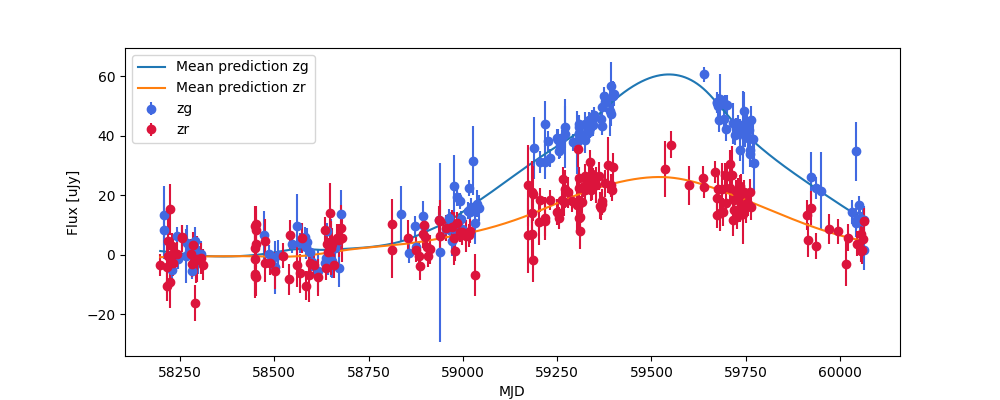 Mean prediction zg
Mean prediction zr
zg
zr
60
40
20
0
−20
Flux [uJy]
58250 58500 58750 59000 59250 59500 59750 60000
MJD